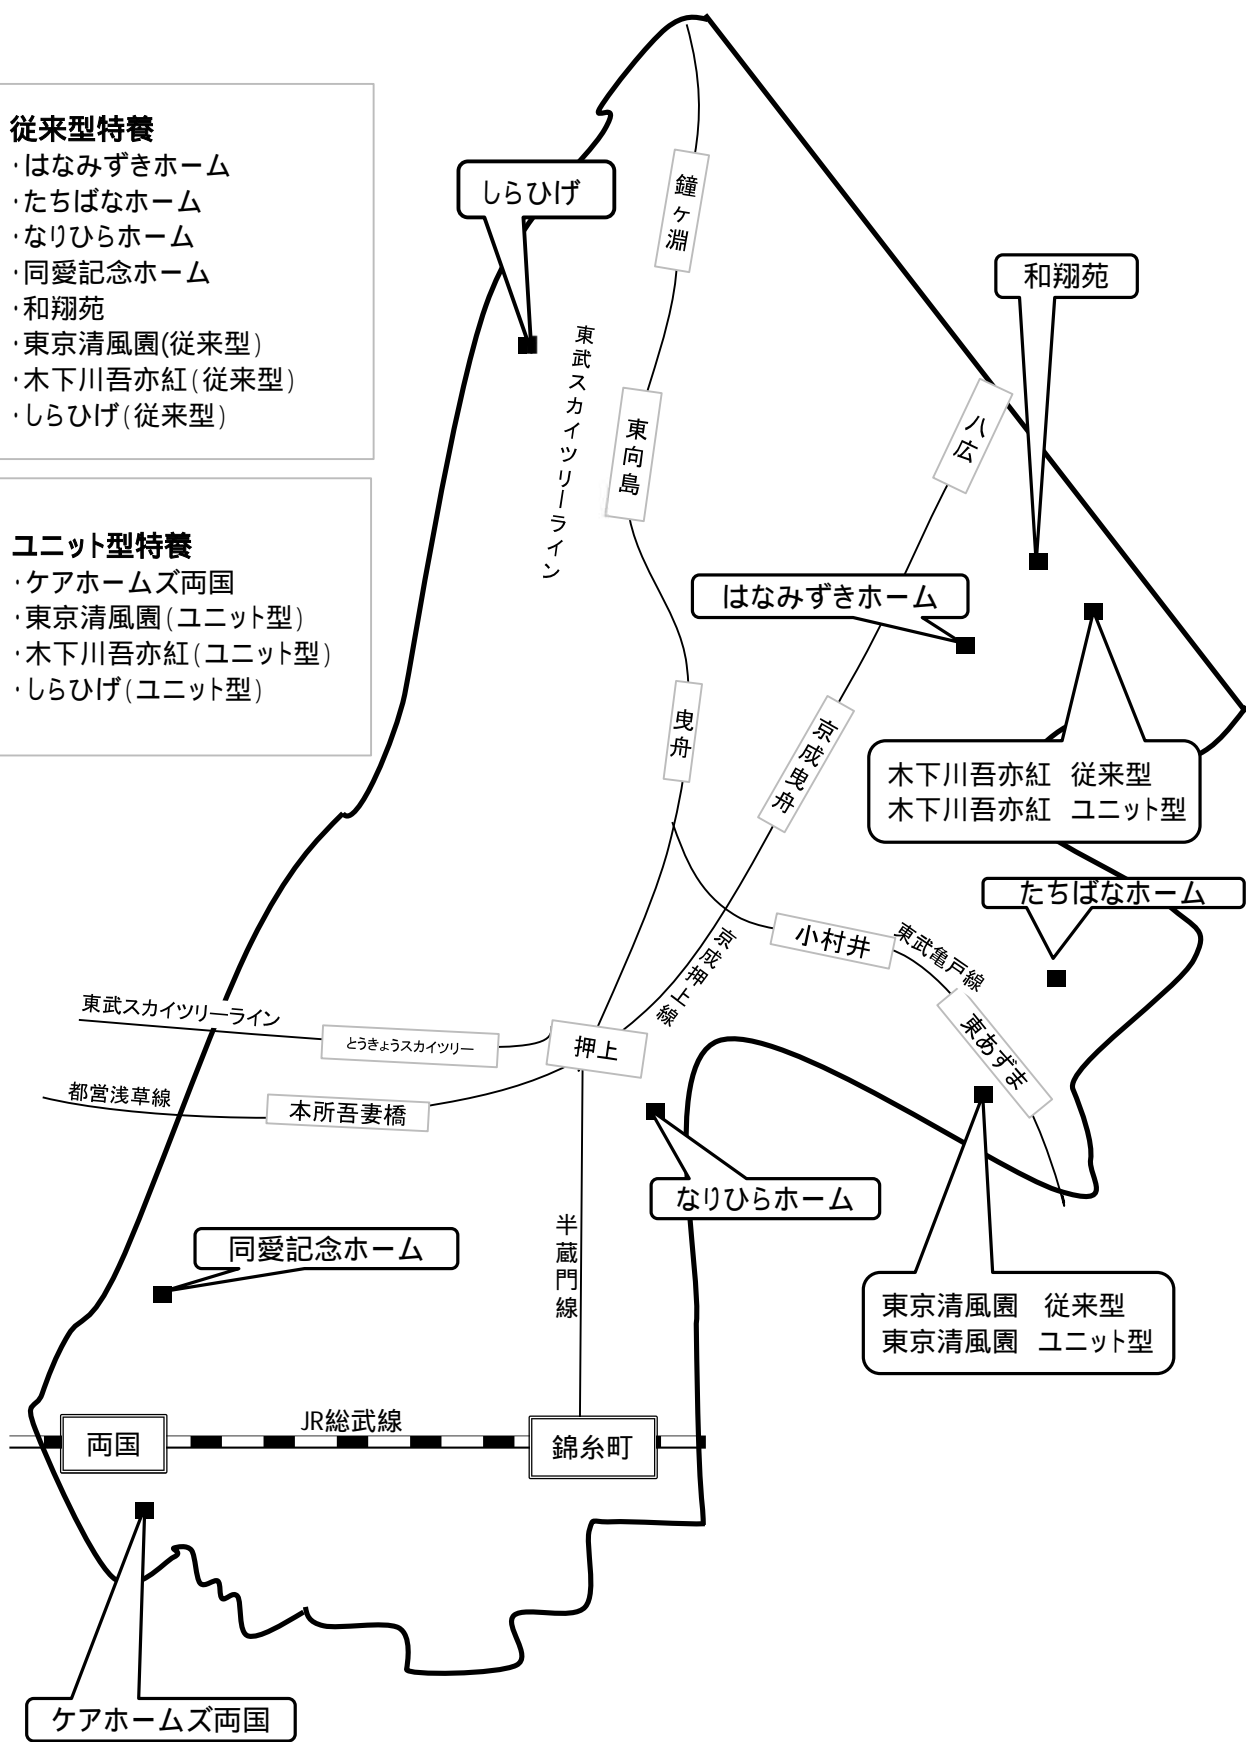 従来型特養
・はなみずきホーム
・たちばなホーム
・なりひらホーム
・同愛記念ホーム
・和翔苑
・東京清風園(従来型)
・木下川吾亦紅(従来型)
・しらひげ(従来型)
ユニット型特養
・ケアホームズ両国
・東京清風園(ユニット型)
・木下川吾亦紅(ユニット型)
・しらひげ(ユニット型)
しらひげ
鐘ヶ淵
和翔苑
東武スカイツリーライン
東向島
八広
はなみずきホーム
曳舟
京成曳舟
木下川吾亦紅 従来型
木下川吾亦紅 ユニット型
たちばなホーム
小村井
東武亀戸線
京成押上線
東武スカイツリーライン
とうきょうスカイツリー
押上
東あずま
都営浅草線
本所吾妻橋
なりひらホーム
半蔵門線
同愛記念ホーム
東京清風園 従来型
東京清風園 ユニット型
JR総武線
両国
錦糸町
ケアホームズ両国